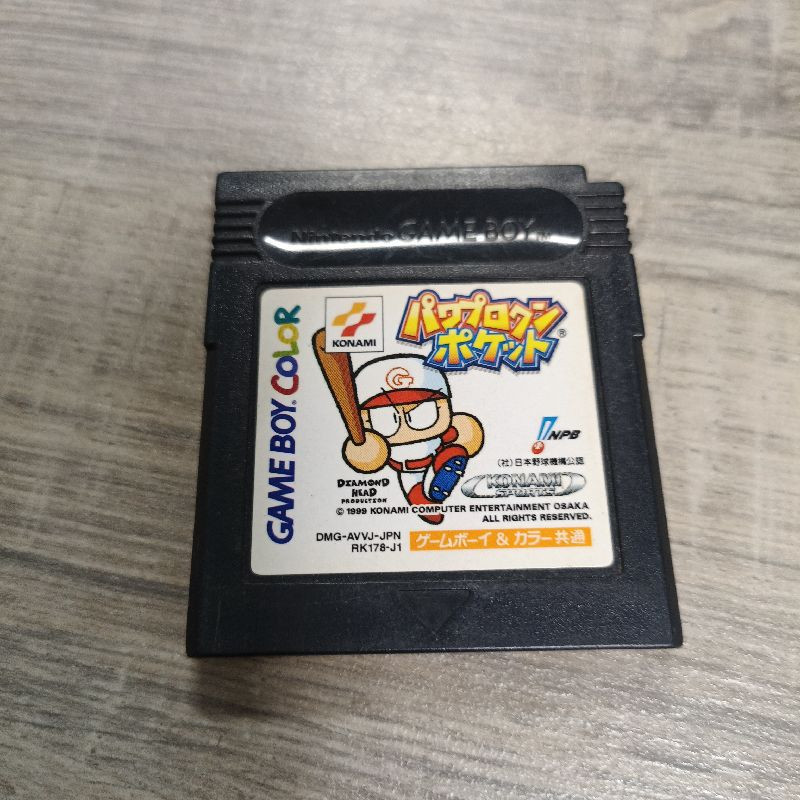 Nintendo GAME BOY™
GAME BOY COLOR
KONAMI
パワプロクン
ポケット®
G
NPB
(社)日本野球機構公認
KONAMI
SPORTS
DIAMOND
HEAD
PRODUCTION
© 1999 KONAMI COMPUTER ENTERTAINMENT OSAKA
ALL RIGHTS RESERVED.
DMG-AVVJ-JPN
RK178-J1
ゲームボーイ & カラー共通